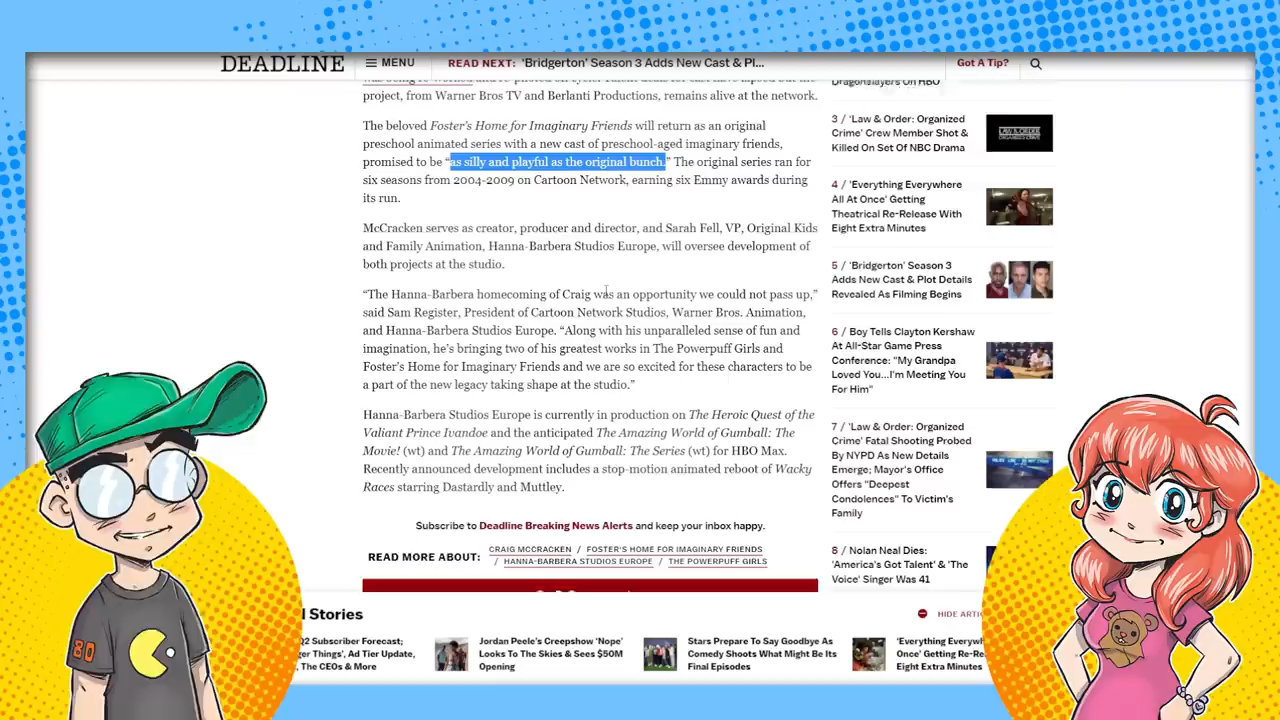 DEADLINE
MENU
READ NEXT: 'Bridgerton' Season 3 Adds New Cast & Pl...
Got A Tip?
project, from Warner Bros TV and Berlanti Productions, remains alive at the network.
The beloved Foster's Home for Imaginary Friends will return as an original
preschool animated series with a new cast of preschool-aged imaginary friends,
promised to be “as silly and playful as the original bunch.” The original series ran for
six seasons from 2004-2009 on Cartoon Network, earning six Emmy awards during
its run.
McCracken serves as creator, producer and director, and Sarah Fell, VP, Original Kids
and Family Animation, Hanna-Barbera Studios Europe, will oversee development of
both projects at the studio.
“The Hanna-Barbera homecoming of Craig was an opportunity we could not pass up,”
said Sam Register, President of Cartoon Network Studios, Warner Bros. Animation,
and Hanna-Barbera Studios Europe. “Along with his unparalleled sense of fun and
imagination, he’s bringing two of his greatest works in The Powerpuff Girls and
Foster’s Home for Imaginary Friends and we are so excited for these characters to be
a part of the new legacy taking shape at the studio.”
Hanna-Barbera Studios Europe is currently in production on The Heroic Quest of the
Valiant Prince Ivandoe and the anticipated The Amazing World of Gumball: The
Movie! (wt) and The Amazing World of Gumball: The Series (wt) for HBO Max.
Recently announced development includes a stop-motion animated reboot of Wacky
Races starring Dastardly and Muttley.
Subscribe to Deadline Breaking News Alerts and keep your inbox happy.
READ MORE ABOUT:
CRAIG MCCRACKEN / FOSTER'S HOME FOR IMAGINARY FRIENDS
/ HANNA-BARBERA STUDIOS EUROPE / THE POWERPUFF GIRLS
Dragonslayers On HBO
3 / 'Law & Order: Organized
Crime' Crew Member Shot &
Killed On Set Of NBC Drama
LAW & ORDER
4 / 'Everything Everywhere
All At Once' Getting
Theatrical Re-Release With
Eight Extra Minutes
5 / 'Bridgerton' Season 3
Adds New Cast & Plot Details
Revealed As Filming Begins
6 / Boy Tells Clayton Kershaw
At All-Star Game Press
Conference: "My Grandpa
Loved You...I'm Meeting You
For Him"
7 / 'Law & Order: Organized
Crime' Fatal Shooting Probed
By NYPD As New Details
Emerge; Mayor's Office
Offers "Deepest
Condolences" To Victim's
Family
8 / Nolan Neal Dies:
'America's Got Talent' & 'The
Voice' Singer Was 41
Stories
HIDE
Q2 Subscriber Forecast;
Things', Ad Tier Update,
The CEOs & More
Jordan Peele's Creepshow 'Nope'
Looks To The Skies & Sees $50M
Opening
Stars Prepare To Say Goodbye As
Comedy Shoots What Might Be Its
Final Episodes
'Everything
Once' Getting
Eight Extra Minutes
80